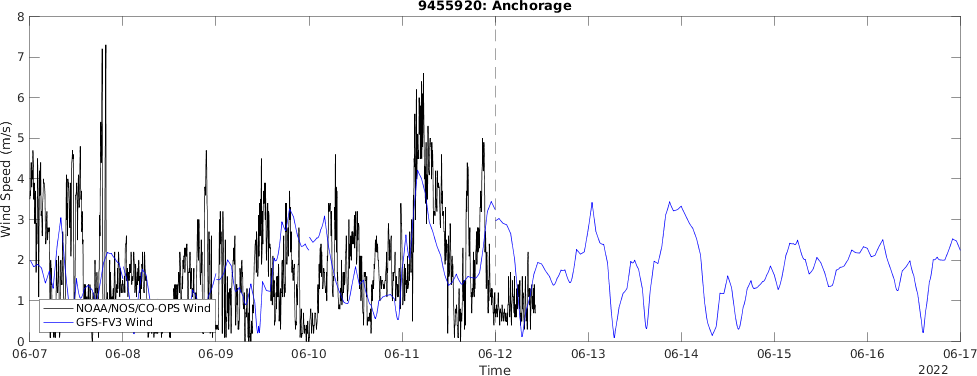 9455920: Anchorage
8
7
6
5
4
3
2
1
0
Wind Speed (m/s)
NOAA/NOS/CO-OPS Wind
GFS-FV3 Wind
06-07 06-08 06-09 06-10 06-11 06-12 06-13 06-14 06-15 06-16 06-17
Time
2022